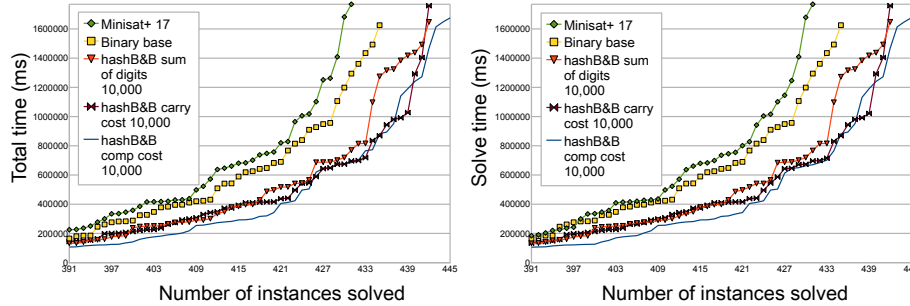 Minisat+ 17
Binary base
hashB&B sum
of digits
10,000
hashB&B carry
cost 10,000
hashB&B
comp cost
10,000
Total time (ms)
1600000
1400000
1200000
1000000
800000
600000
400000
200000
0
391 397 403 409 415 421 427 433 439 445
Number of instances solved
Minisat+ 17
Binary base
hashB&B sum
of digits
10,000
hashB&B carry
cost 10,000
hashB&B
comp cost
10,000
Solve time (ms)
1600000
1400000
1200000
1000000
800000
600000
400000
200000
0
391 397 403 409 415 421 427 433 439 44
Number of instances solved